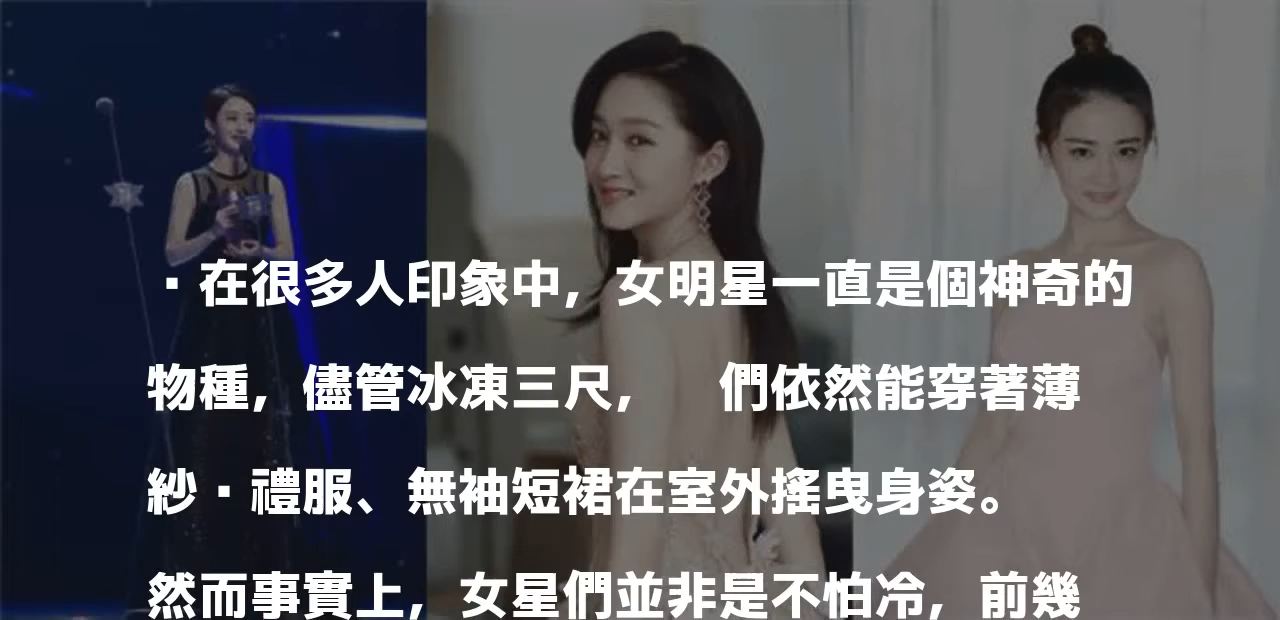 ·在很多人印象中，女明星一直是個神奇的
物種，儘管冰凍三尺，　們依然能穿著薄
紗·禮服、無袖短裙在室外搖曳身姿。
然而事實上，女星們並非是不怕冷，前幾